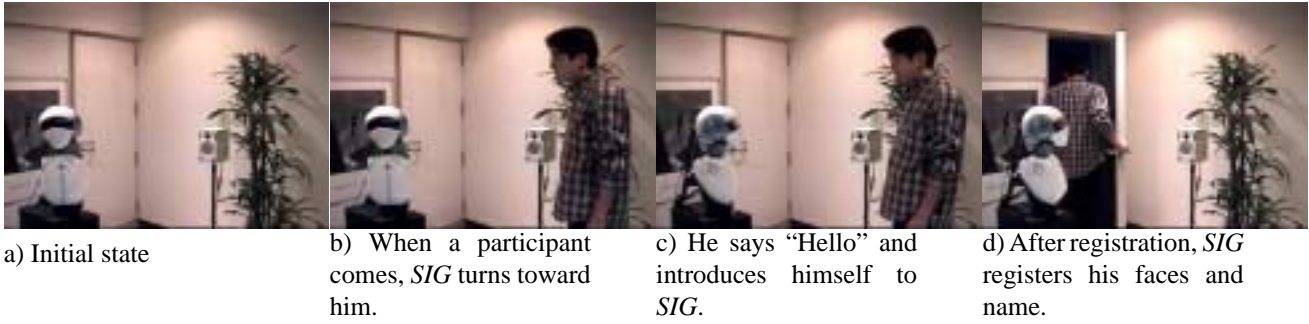 a) Initial state
b) When a participant
comes, SIG turns toward
him.
c) He says “Hello” and
introduces himself to
SIG.
d) After registration, SIG
registers his faces and
name.